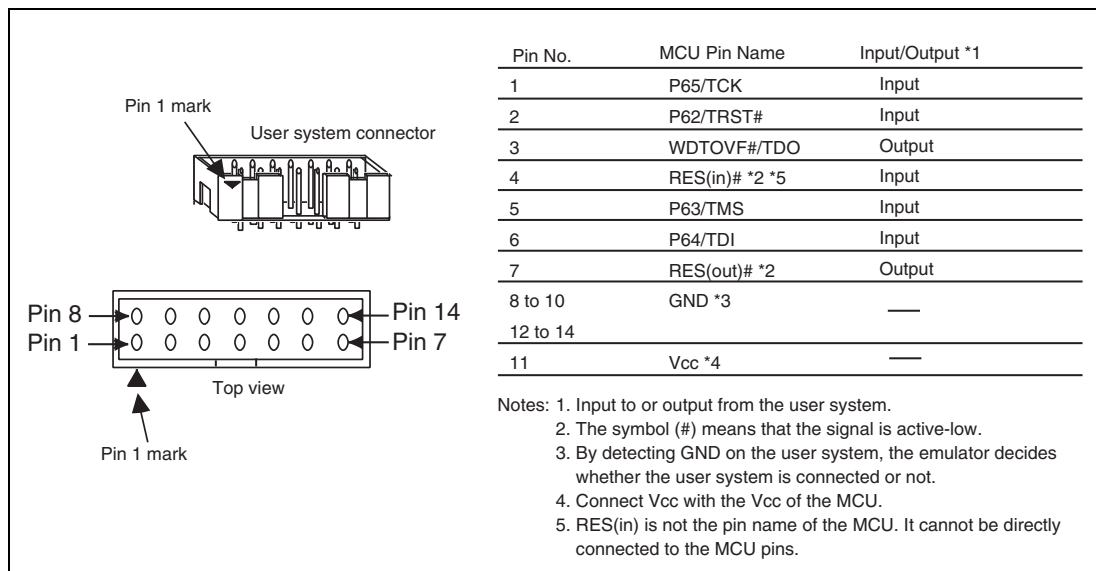 Pin 1 mark
User system connector
Pin 8
Pin 14
Pin 1
Pin 7
Top view
Pin 1 mark
Pin No. MCU Pin Name Input/Output *1
1 P65/TCK Input
2 P62/TRST# Input
3 WDTOVF#/TDO Output
4 RES(in)# *2 *5 Input
5 P63/TMS Input
6 P64/TDI Input
7 RES(out)# *2 Output
8 to 10 GND *3 —
12 to 14
11 Vcc *4 —
Notes: 1. Input to or output from the user system.
2. The symbol (#) means that the signal is active-low.
3. By detecting GND on the user system, the emulator decides
whether the user system is connected or not.
4. Connect Vcc with the Vcc of the MCU.
5. RES(in) is not the pin name of the MCU. It cannot be directly
connected to the MCU pins.